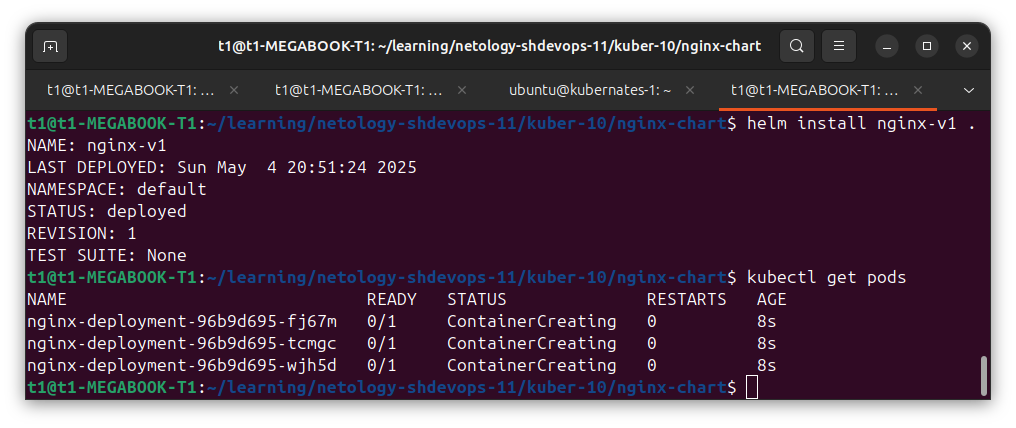 t1@t1-MEGABOOK-T1: ~/learning/netology-shdevops-11/kuber-10/nginx-chart
t1@t1-MEGABOOK-T1: ... t1@t1-MEGABOOK-T1: ... ubuntu@kubernates-1: ~ t1@t1-MEGABOOK-T1: ...
t1@t1-MEGABOOK-T1:~/learning/netology-shdevops-11/kuber-10/nginx-chart$ helm install nginx-v1 .
NAME: nginx-v1
LAST DEPLOYED: Sun May  4 20:51:24 2025
NAMESPACE: default
STATUS: deployed
REVISION: 1
TEST SUITE: None
t1@t1-MEGABOOK-T1:~/learning/netology-shdevops-11/kuber-10/nginx-chart$ kubectl get pods
NAME                               READY   STATUS              RESTARTS   AGE
nginx-deployment-96b9d695-fj67m   0/1     ContainerCreating   0          8s
nginx-deployment-96b9d695-tcmgc   0/1     ContainerCreating   0          8s
nginx-deployment-96b9d695-wjh5d   0/1     ContainerCreating   0          8s
t1@t1-MEGABOOK-T1:~/learning/netology-shdevops-11/kuber-10/nginx-chart$